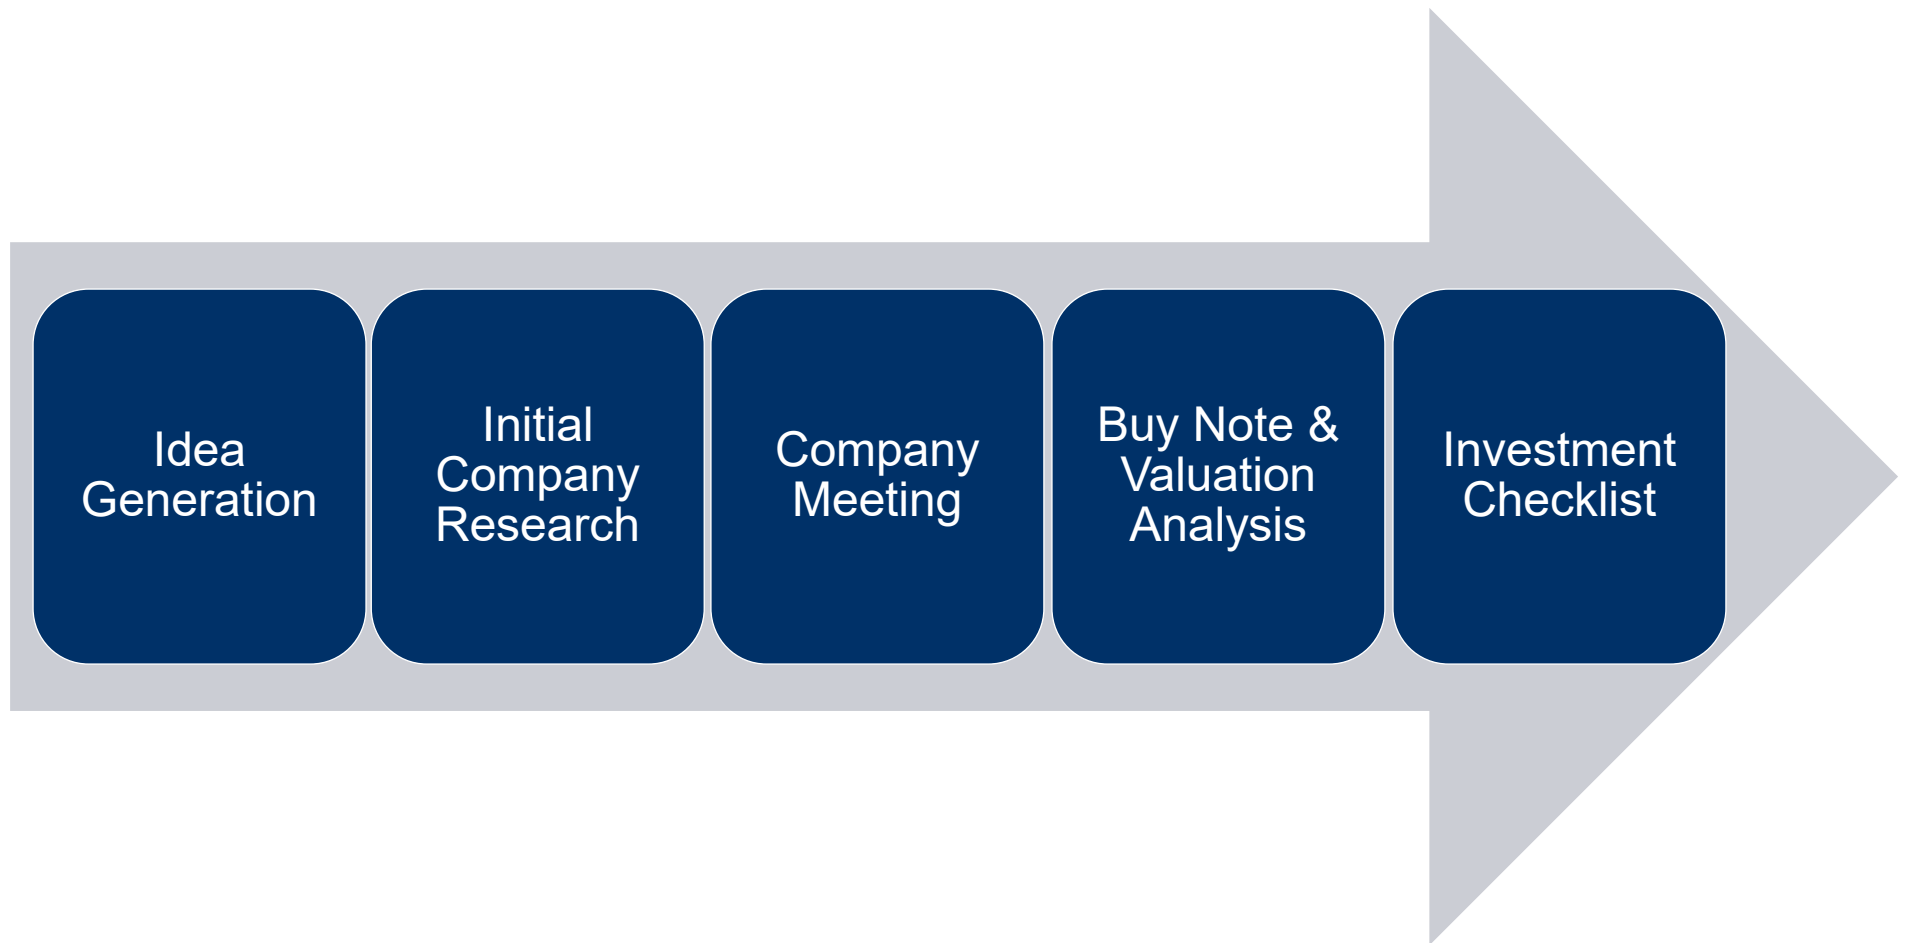 Idea
Generation
Initial
Company
Research
Company
Meeting
Buy Note &
Valuation
Analysis
Investment
Checklist